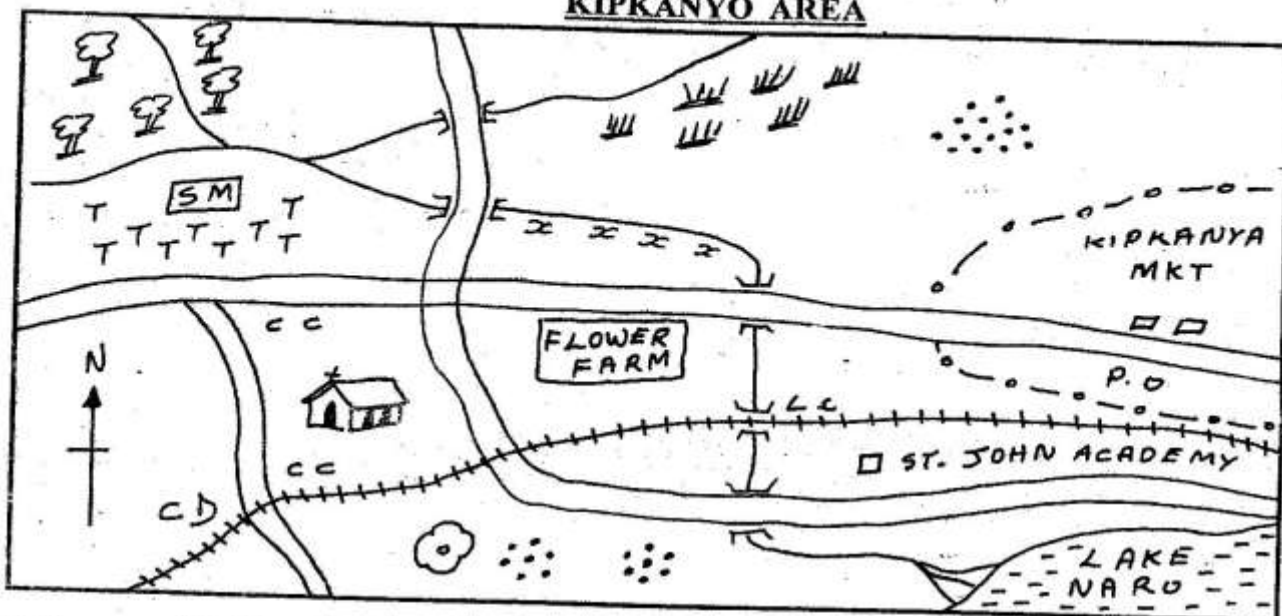 KIPKANYO AREA
SM
T
T
T
T
T
T
T
T
x x x x
KIPKANYA
MKT
C C
FLOWER
FARM
N
P.O
L C
ST. JOHN ACADEMY
C C
C D
LAKE
NARO